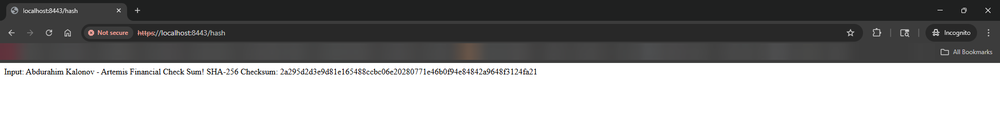 localhost:8443/hash
Not secure https://localhost:8443/hash Incognito
All Bookmarks
Input: Abdurahim Kalonov - Artemis Financial Check Sum! SHA-256 Checksum: 2a295d2d3e9d81e165488ccbc06e20280771e46b0f94e84842a9648f3124fa21